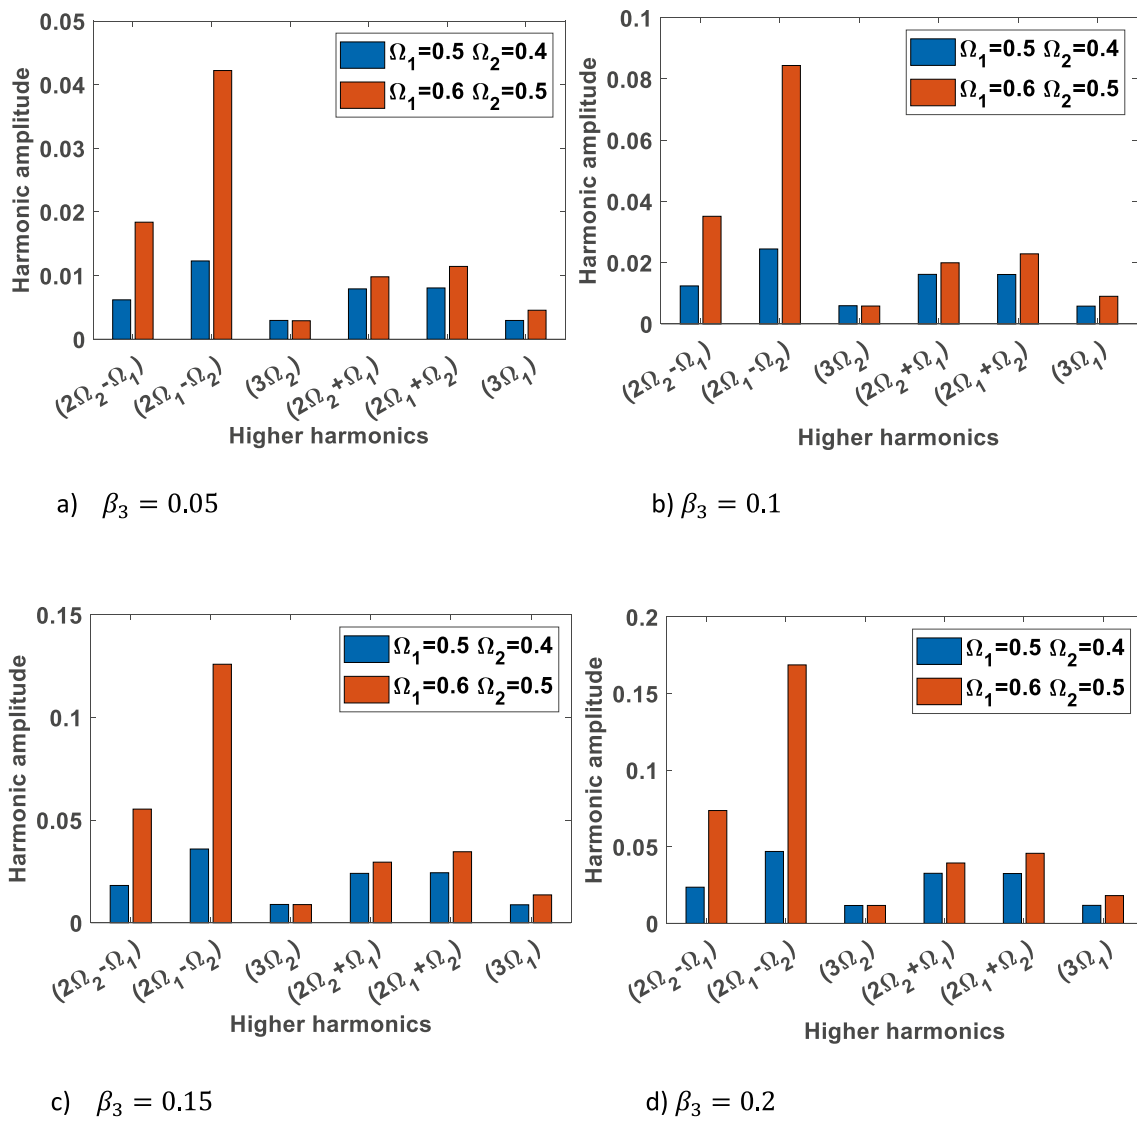 0.05
0.04
0.03
0.02
0.01
0
Harmonic amplitude
Ω1=0.5 Ω2=0.4
Ω1=0.6 Ω2=0.5
(2Ω2-Ω1)
(2Ω1-Ω2)
(3Ω2)
(2Ω2+Ω1)
(2Ω1+Ω2)
(3Ω1)
Higher harmonics
a) β3 = 0.05
0.1
0.08
0.06
0.04
0.02
0
Harmonic amplitude
Ω1=0.5 Ω2=0.4
Ω1=0.6 Ω2=0.5
(2Ω2-Ω1)
(2Ω1-Ω2)
(3Ω2)
(2Ω2+Ω1)
(2Ω1+Ω2)
(3Ω1)
Higher harmonics
b) β3 = 0.1
0.15
0.1
0.05
0
Harmonic amplitude
Ω1=0.5 Ω2=0.4
Ω1=0.6 Ω2=0.5
(2Ω2-Ω1)
(2Ω1-Ω2)
(3Ω2)
(2Ω2+Ω1)
(2Ω1+Ω2)
(3Ω1)
Higher harmonics
c) β3 = 0.15
0.2
0.15
0.1
0.05
0
Harmonic amplitude
Ω1=0.5 Ω2=0.4
Ω1=0.6 Ω2=0.5
(2Ω2-Ω1)
(2Ω1-Ω2)
(3Ω2)
(2Ω2+Ω1)
(2Ω1+Ω2)
(3Ω1)
Higher harmonics
d) β3 = 0.2